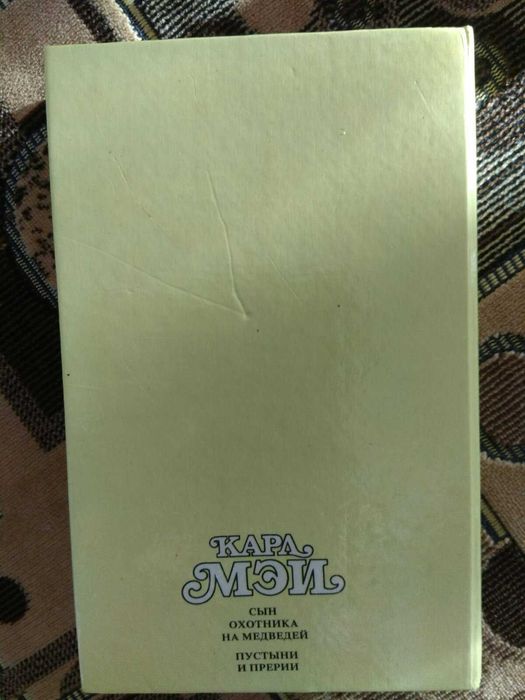 КАРЛ
МЭЙ
СЫН
ОХОТНИКА
НА МЕДВЕДЕЙ
ПУСТЫНИ
И ПРЕРИИ